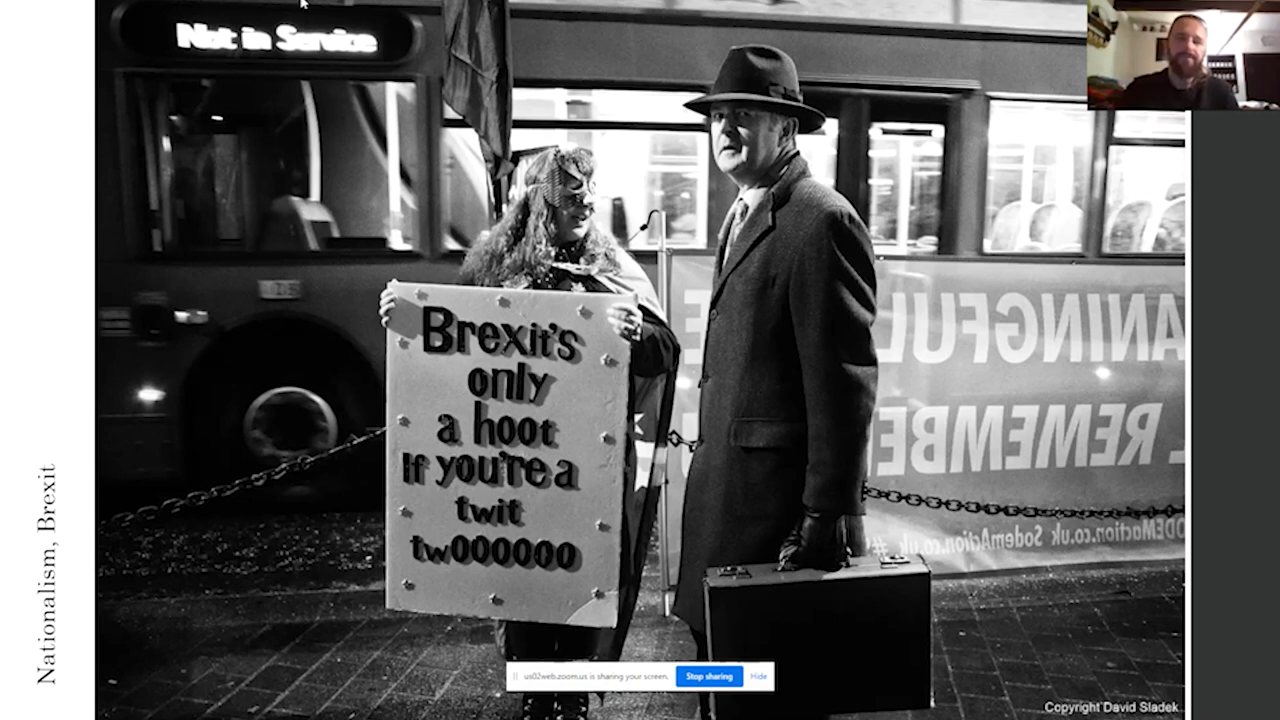 Not in Service
Nationalism, Brexit
Brexit's
only
a hoot
If you're a
twit
twOOOOOO
ANINGFUL
REMEMBE
SodemAction.co.uk
us02web.zoom.us is sharing your screen.
Stop sharing
Hide
Copyright David Sladek